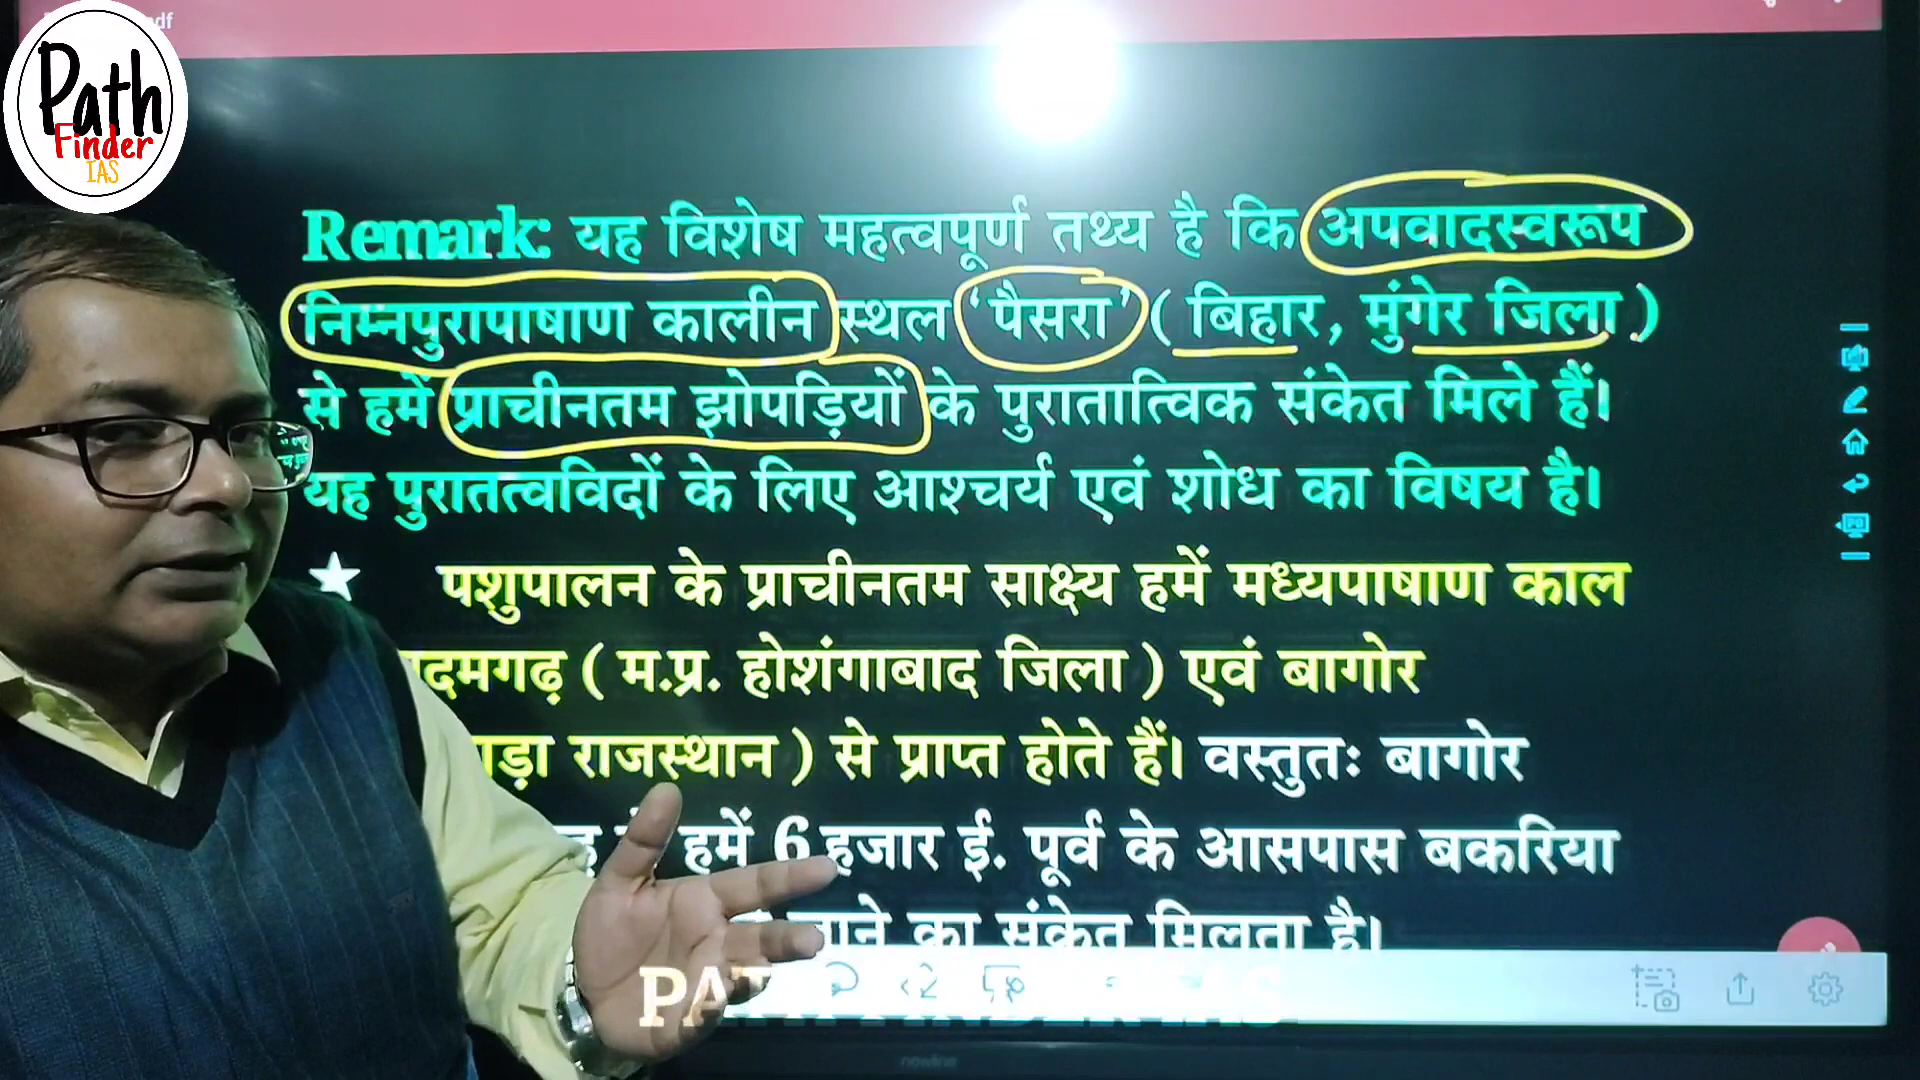 Path
Finder
IAS
df
Remark: यह विशेष महत्वपूर्ण तथ्य है कि अपवादस्वरूप
निम्नपुरापाषाण कालीन स्थल ‘पैसरा’ ( बिहार, मुंगेर जिला )
से हमें प्राचीनतम झोपड़ियों के पुरातात्विक संकेत मिले हैं।
यह पुरातत्वविदों के लिए आश्चर्य एवं शोध का विषय है।
★ पशुपालन के प्राचीनतम साक्ष्य हमें मध्यपाषाण काल
दमगढ़ ( म.प्र. होशंगाबाद जिला ) एवं बागोर
ाड़ा राजस्थान ) से प्राप्त होते हैं। वस्तुतः बागोर
हमें 6 हजार ई. पूर्व के आसपास बकरिया
जाने का संकेत मिलता है।
newline